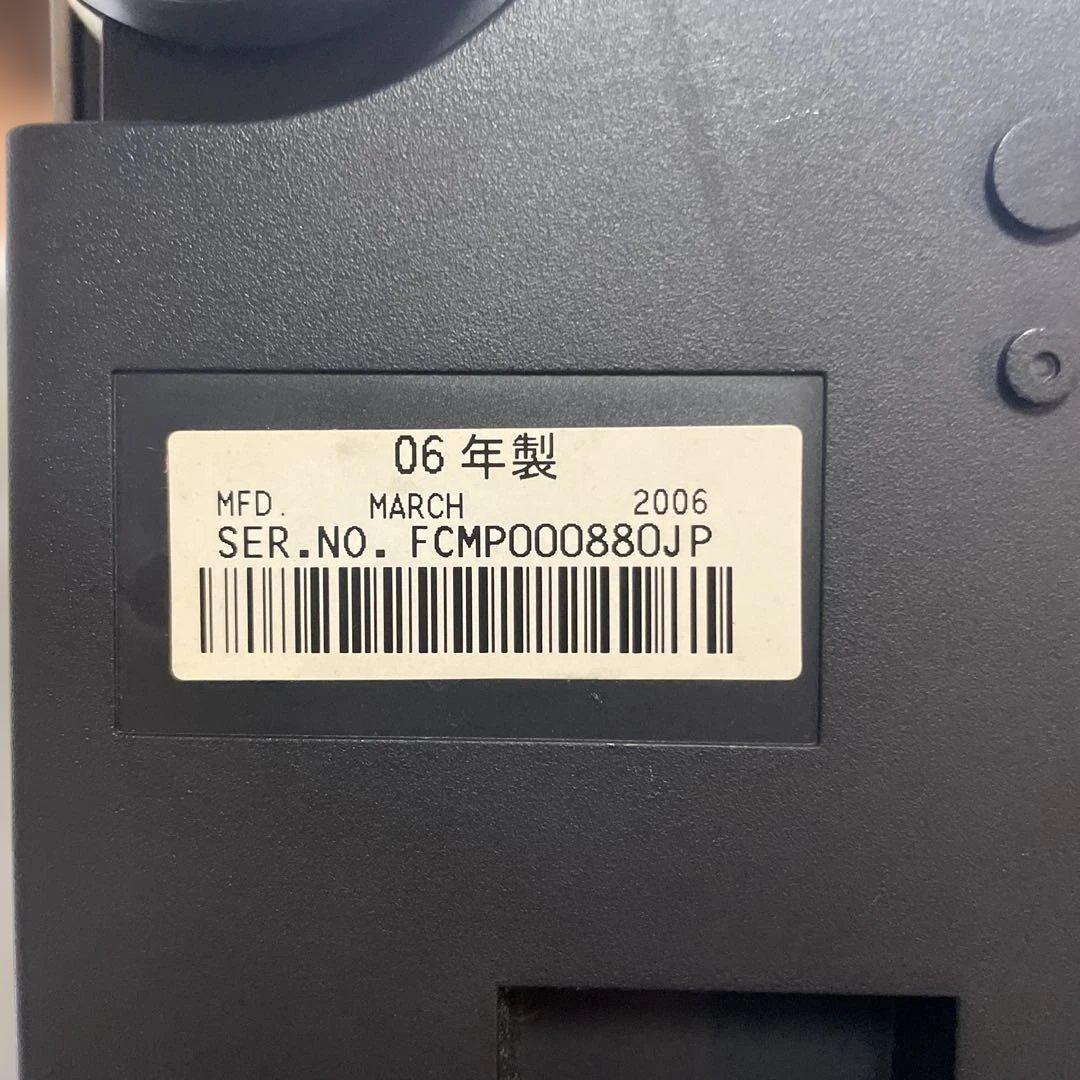 06 年製
MFD. MARCH 2006
SER.NO. FCMP000880JP